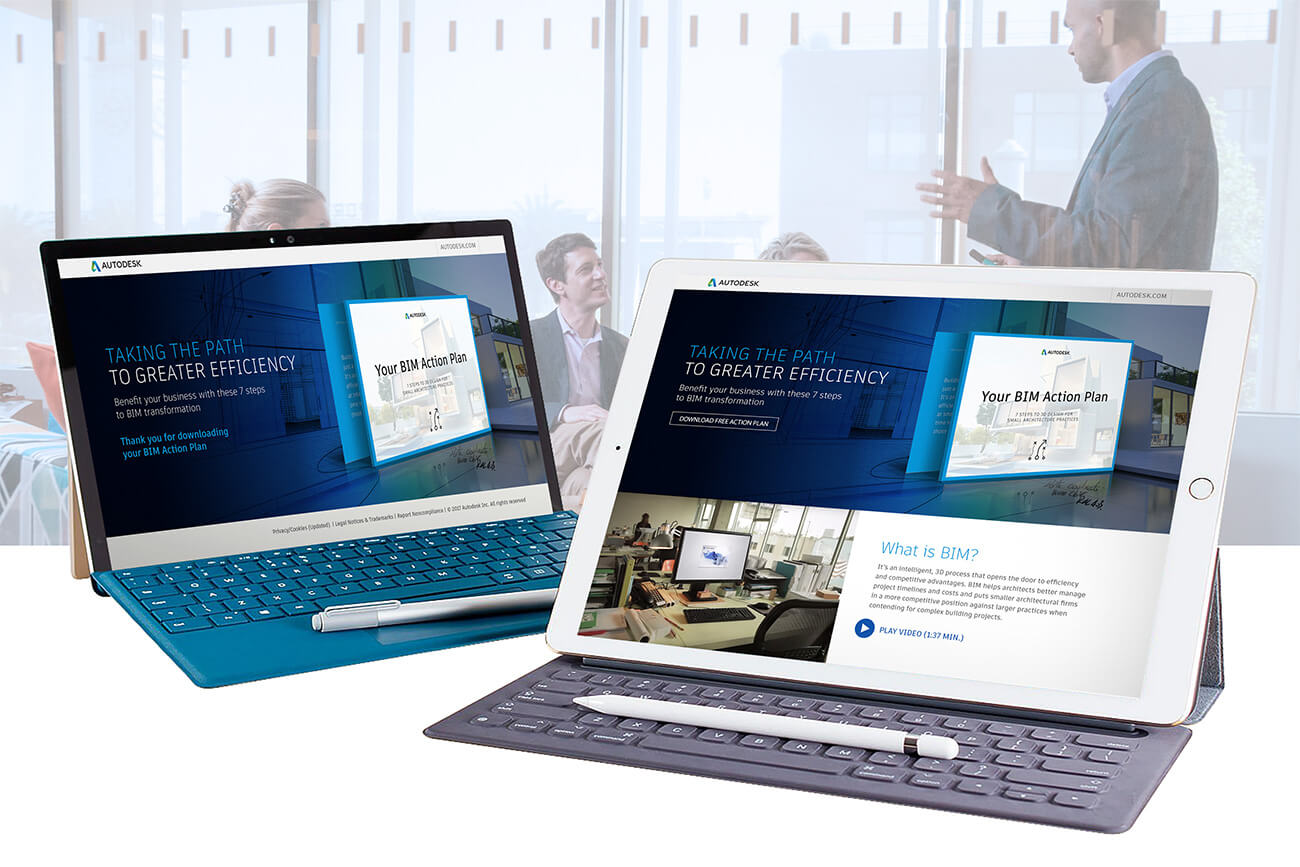 AUTODESK
AUTODESK.COM
TAKING THE PATH
TO GREATER EFFICIENCY
Benefit your business with these 7 steps
to BIM transformation
Thank you for downloading
your BIM Action Plan
AUTODESK
Your BIM Action Plan
7 STEPS TO 3D DESIGN FOR
SMALL ARCHITECTURE PRACTICES
Privacy/Cookies (Updated) | Legal Notices & Trademarks | Report Noncompliance | © 2017 Autodesk Inc. All rights reserved
AUTODESK
AUTODESK.COM
TAKING THE PATH
TO GREATER EFFICIENCY
Benefit your business with these 7 steps
to BIM transformation
DOWNLOAD FREE ACTION PLAN
AUTODESK
Your BIM Action Plan
7 STEPS TO 3D DESIGN FOR
SMALL ARCHITECTURE PRACTICES
What is BIM?
It's an intelligent, 3D process that opens the door to efficiency
and competitive advantages. BIM helps architects better manage
project timelines and costs and puts smaller architectural firms
in a more competitive position against larger practices when
contending for complex building projects.
PLAY VIDEO (1:37 MIN.)